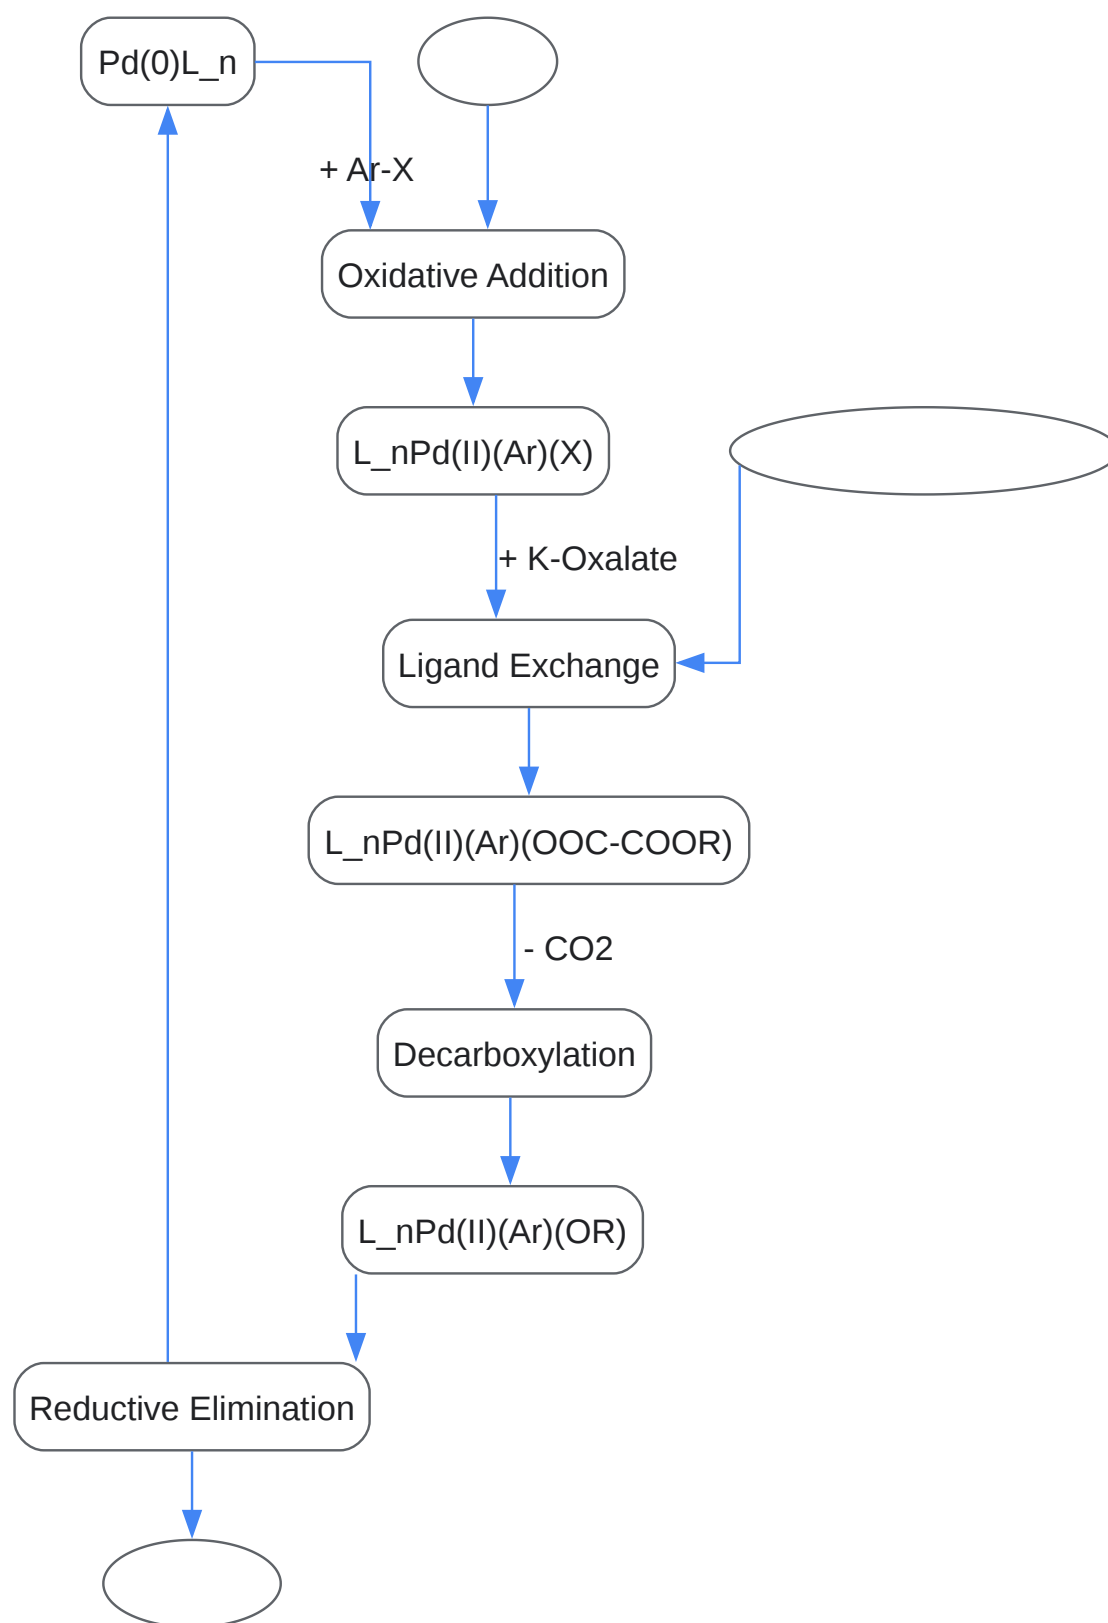 Pd(0)L_n
+ Ar-X
Oxidative Addition
L_nPd(II)(Ar)(X)
+ K-Oxalate
Ligand Exchange
L_nPd(II)(Ar)(OOC-COOR)
- CO2
Decarboxylation
L_nPd(II)(Ar)(OR)
Reductive Elimination